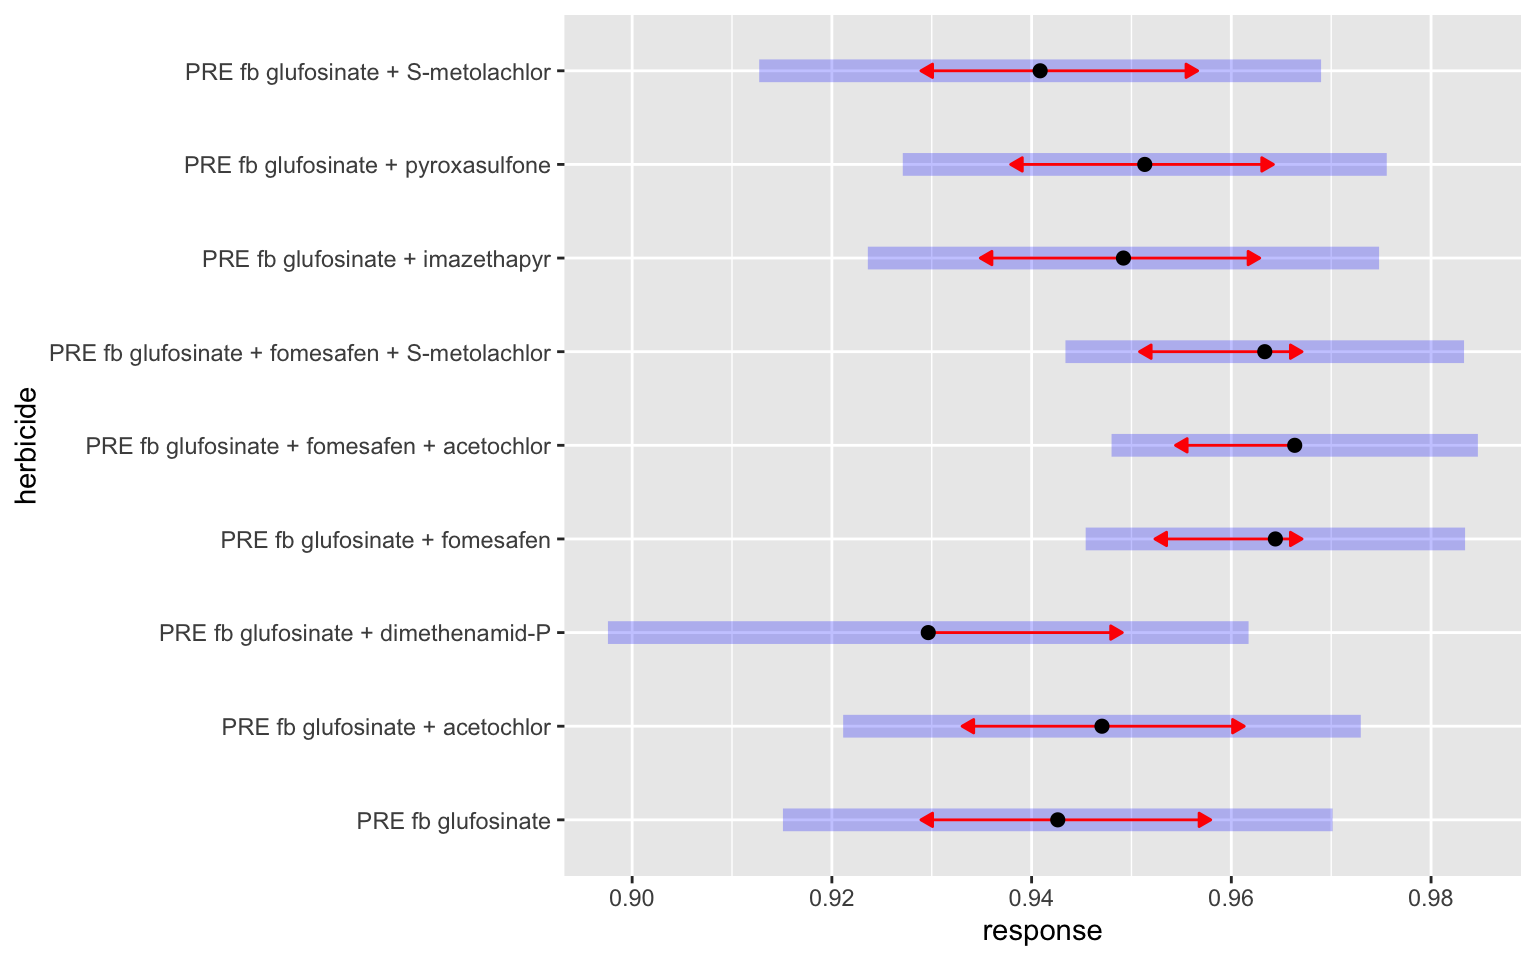 PRE fb glufosinate + S-metolachlor
PRE fb glufosinate + pyroxasulfone
PRE fb glufosinate + imazethapyr
PRE fb glufosinate + fomesafen + S-metolachlor
PRE fb glufosinate + fomesafen + acetochlor
PRE fb glufosinate + fomesafen
PRE fb glufosinate + dimethenamid-P
PRE fb glufosinate + acetochlor
PRE fb glufosinate
herbicide
0.90 0.92 0.94 0.96 0.98
response